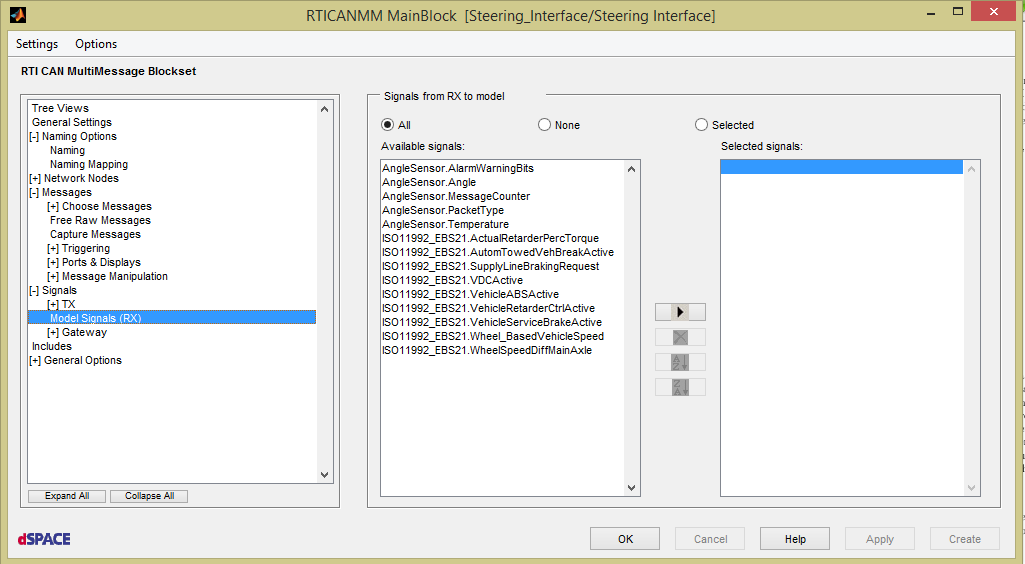 RTICANMM MainBlock [Steering_Interface/Steering Interface]
Settings Options
RTI CAN MultiMessage Blockset
Tree Views
General Settings
[-] Naming Options
Naming
Naming Mapping
[+] Network Nodes
[-] Messages
[+] Choose Messages
Free Raw Messages
Capture Messages
[+] Triggering
[+] Ports & Displays
[+] Message Manipulation
[-] Signals
[+] TX
Model Signals (RX)
[+] Gateway
Includes
[+] General Options
Expand All Collapse All
Signals from RX to model
All None Selected
Available signals:
AngleSensor.AlarmWarningBits
AngleSensor.Angle
AngleSensor.MessageCounter
AngleSensor.PacketType
AngleSensor.Temperature
ISO11992_EBS21.ActualRetarderPercTorque
ISO11992_EBS21.AutomTowedVehBreakActive
ISO11992_EBS21.SupplyLineBrakingRequest
ISO11992_EBS21.VDCActive
ISO11992_EBS21.VehicleABSActive
ISO11992_EBS21.VehicleRetarderCtrlActive
ISO11992_EBS21.VehicleServiceBrakeActive
ISO11992_EBS21.Wheel_BasedVehicleSpeed
ISO11992_EBS21.WheelSpeedDiffMainAxle
A Z
Z A
Selected signals:
dSPACE
OK Cancel Help Apply Create